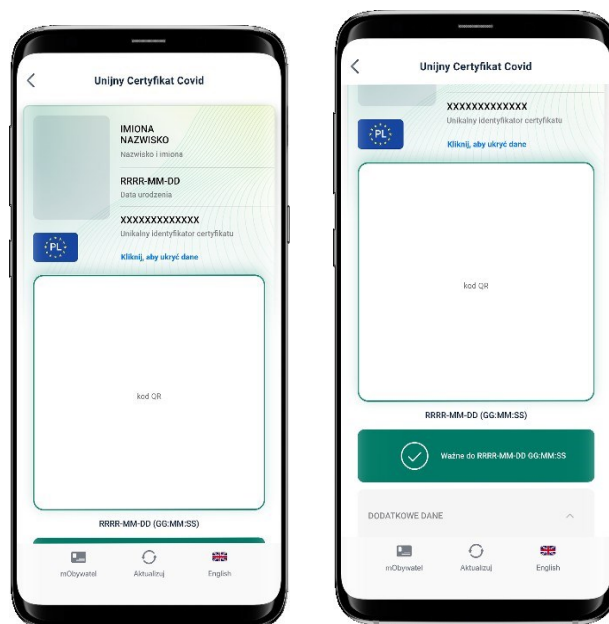 Unijny Certyfikat Covid
IMIONA
NAZWISKO
Nazwisko i imiona
RRRR-MM-DD
Data urodzenia
XXXXXXXXXXXXX
Unikalny identyfikator certyfikatu
PL
Kliknij, aby ukryć dane
kod QR
RRRR-MM-DD (GG:MM:SS)
mObywatel
Aktualizuj
English
Unijny Certyfikat Covid
XXXXXXXXXXXXX
Unikalny identyfikator certyfikatu
PL
Kliknij, aby ukryć dane
kod QR
RRRR-MM-DD (GG:MM:SS)
Ważne do RRRR-MM-DD GG:MM:SS
DODATKOWE DANE
mObywatel
Aktualizuj
English